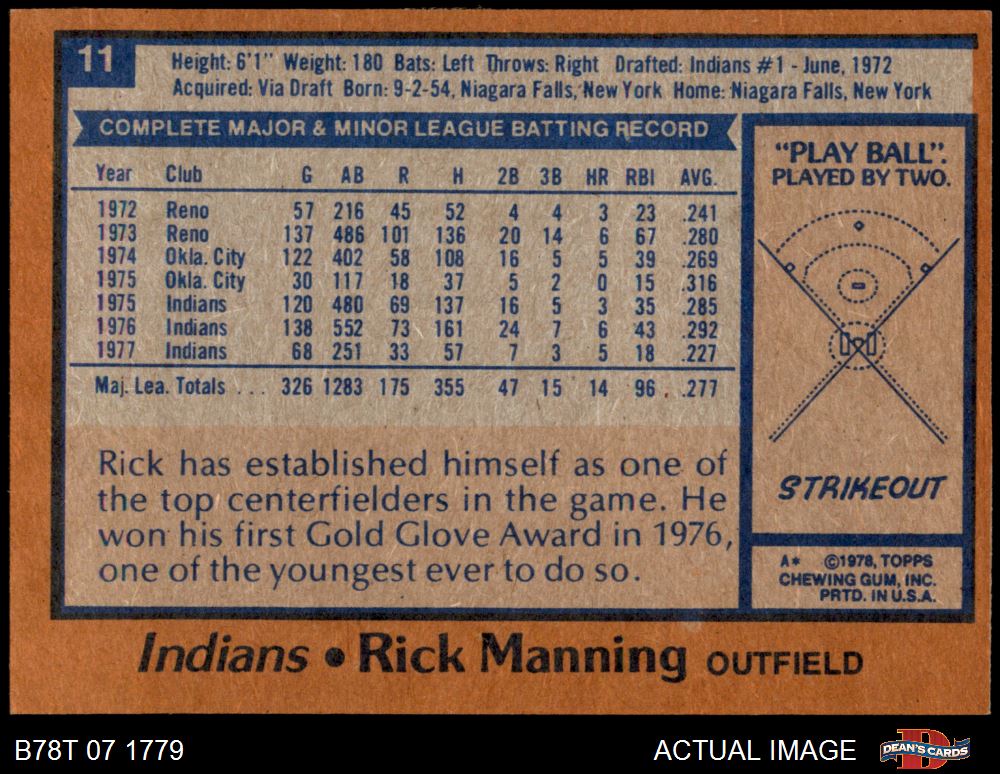 11
Height: 6'1" Weight: 180 Bats: Left Throws: Right Drafted: Indians #1 - June, 1972
Acquired: Via Draft Born: 9-2-54, Niagara Falls, New York Home: Niagara Falls, New York
COMPLETE MAJOR & MINOR LEAGUE BATTING RECORD
Year Club G AB R H 2B 3B HR RBI AVG.
1972 Reno 57 216 45 52 4 4 3 23 .241
1973 Reno 137 486 101 136 20 14 6 67 .280
1974 Okla. City 122 402 58 108 16 5 5 39 .269
1975 Okla. City 30 117 18 37 5 2 0 15 .316
1975 Indians 120 480 69 137 16 5 3 35 .285
1976 Indians 138 552 73 161 24 7 6 43 .292
1977 Indians 68 251 33 57 7 3 5 18 .227
Maj. Lea. Totals . . . 326 1283 175 355 47 15 14 96 .277
Rick has established himself as one of
the top centerfielders in the game. He
won his first Gold Glove Award in 1976,
one of the youngest ever to do so.
"PLAY BALL".
PLAYED BY TWO.
STRIKEOUT
A* ©1978, TOPPS
CHEWING GUM, INC.
PRTD. IN U.S.A.
Indians • Rick Manning OUTFIELD
B78T 07 1779
ACTUAL IMAGE
DEAN'S CARDS